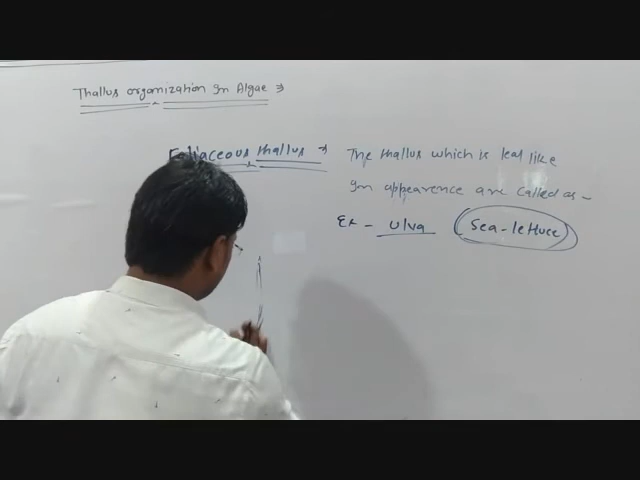 Thallus organization In Algae ⇒
Foliaceous thallus ⇒ The thallus which is leaf like
In appearence are called as -
Ex - Ulva (Sea-lettuce)